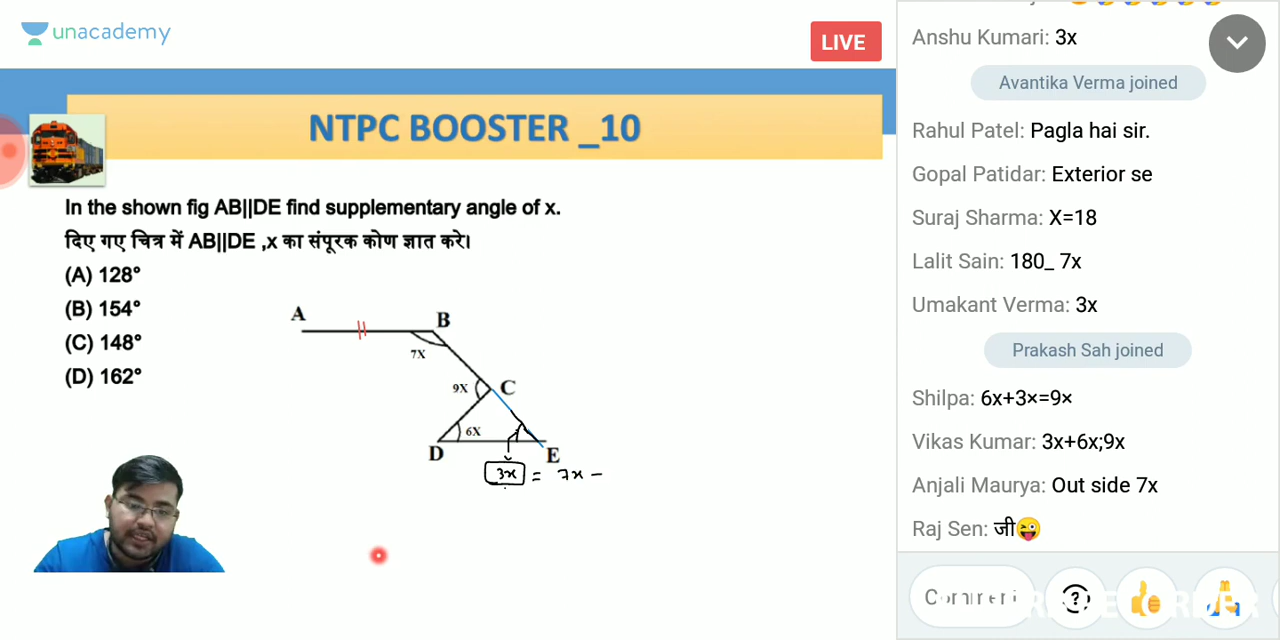 unacademy
LIVE
NTPC BOOSTER _10
In the shown fig AB||DE find supplementary angle of x.
दिए गए चित्र में AB||DE ,x का संपूरक कोण ज्ञात करे।
(A) 128°
(B) 154°
(C) 148°
(D) 162°
A
B
7X
9X
C
6X
D
E
3x = 7x –
Anshu Kumari: 3x
Avantika Verma joined
Rahul Patel: Pagla hai sir.
Gopal Patidar: Exterior se
Suraj Sharma: X=18
Lalit Sain: 180_ 7x
Umakant Verma: 3x
Prakash Sah joined
Shilpa: 6x+3×=9×
Vikas Kumar: 3x+6x;9x
Anjali Maurya: Out side 7x
Raj Sen: जी😜